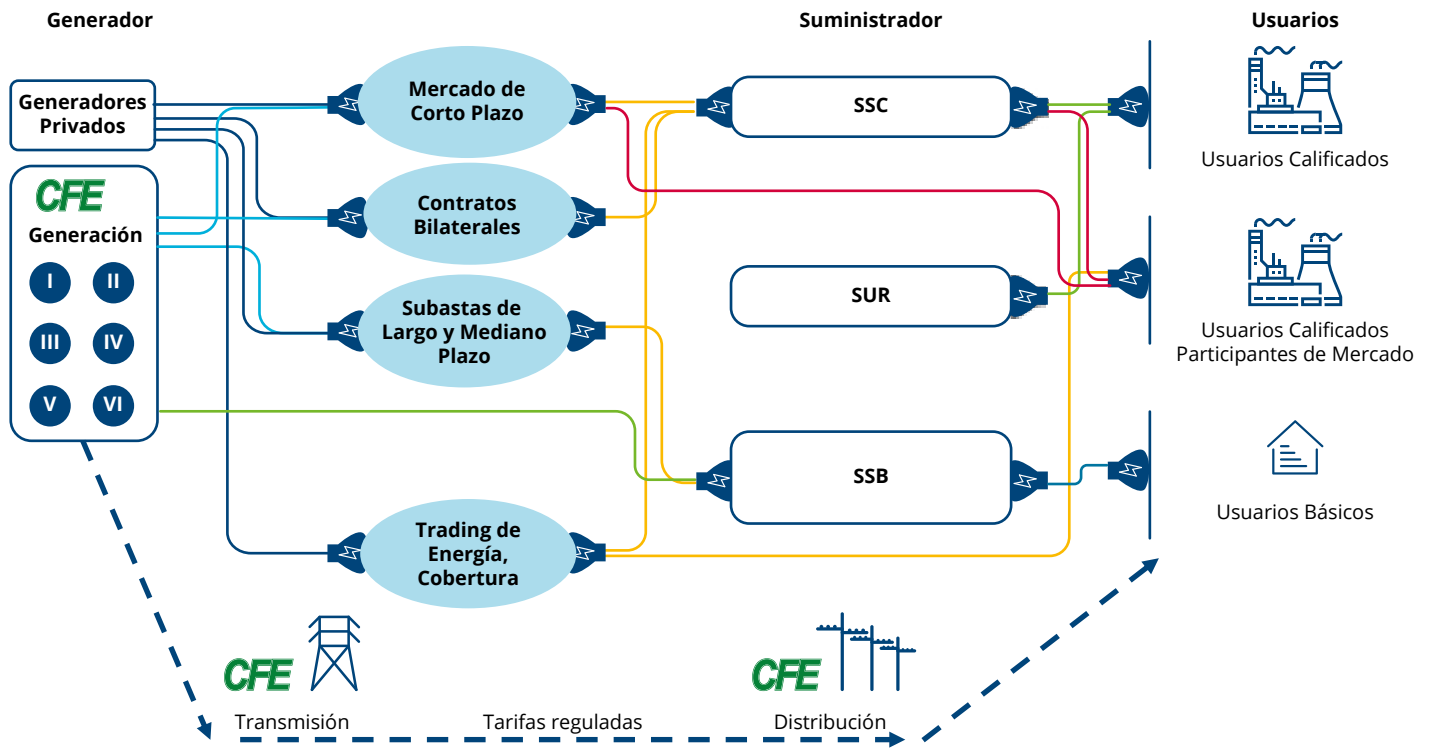 Generador
Suministrador
Usuarios
Generadores
Privados
CFE
Generación
I
II
III
IV
V
VI
Mercado de
Corto Plazo
Contratos
Bilaterales
Subastas de
Largo y Mediano
Plazo
Trading de
Energía,
Cobertura
SSC
SUR
SSB
Usuarios Calificados
Usuarios Calificados
Participantes de Mercado
Usuarios Básicos
CFE
Transmisión
Tarifas reguladas
CFE
Distribución